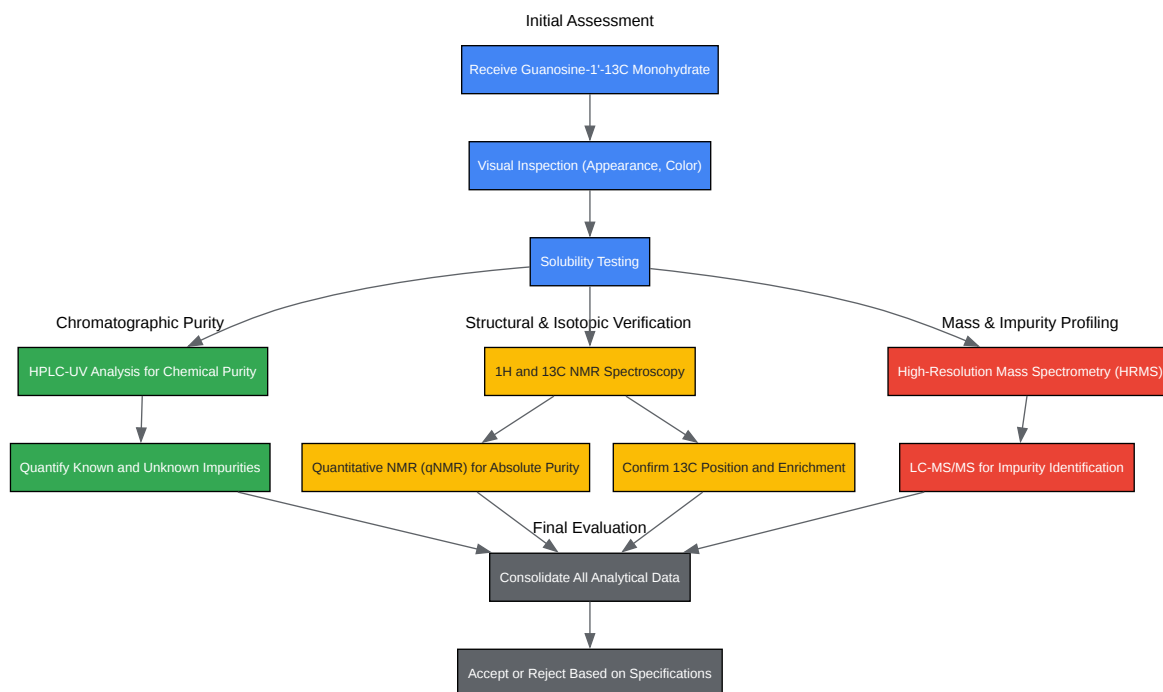 Initial Assessment
Receive Guanosine-1'-13C Monohydrate
Visual Inspection (Appearance, Color)
Solubility Testing
Chromatographic Purity
Structural & Isotopic Verification
Mass & Impurity Profiling
HPLC-UV Analysis for Chemical Purity
1H and 13C NMR Spectroscopy
High-Resolution Mass Spectrometry (HRMS)
Quantify Known and Unknown Impurities
Quantitative NMR (qNMR) for Absolute Purity
Confirm 13C Position and Enrichment
LC-MS/MS for Impurity Identification
Final Evaluation
Consolidate All Analytical Data
Accept or Reject Based on Specifications